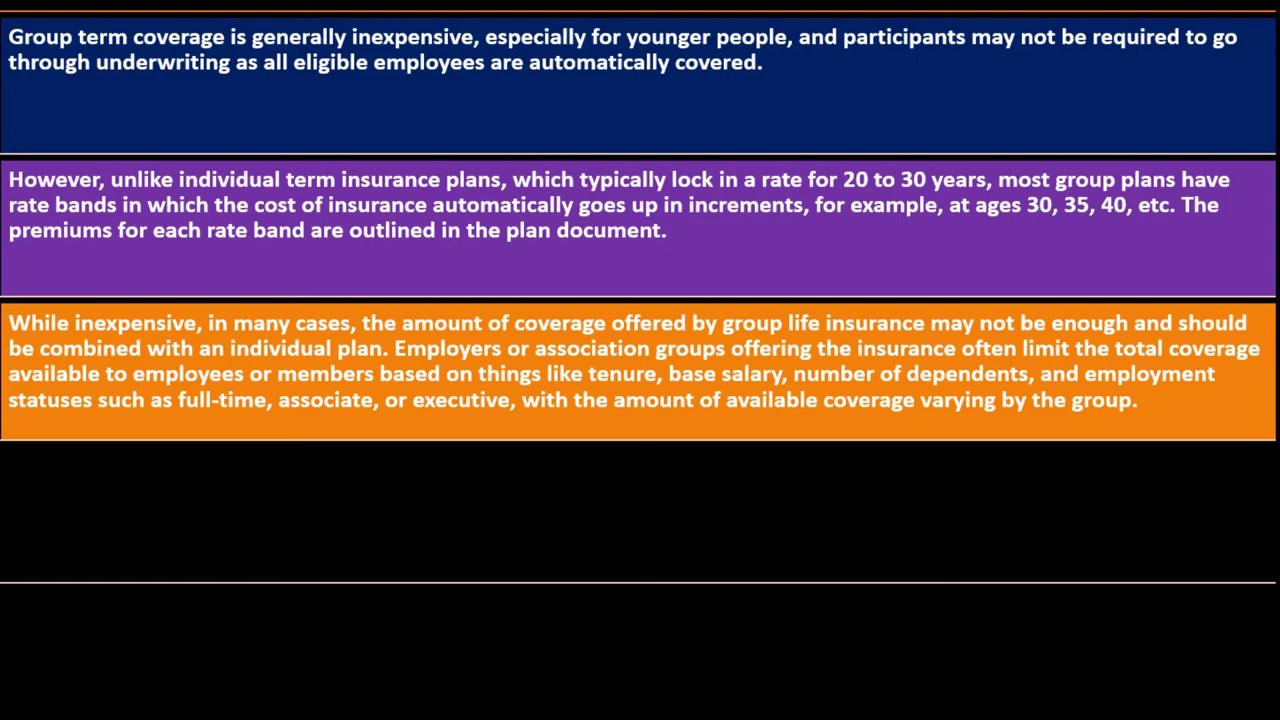 Group term coverage is generally inexpensive, especially for younger people, and participants may not be required to go
through underwriting as all eligible employees are automatically covered.
However, unlike individual term insurance plans, which typically lock in a rate for 20 to 30 years, most group plans have
rate bands in which the cost of insurance automatically goes up in increments, for example, at ages 30, 35, 40, etc. The
premiums for each rate band are outlined in the plan document.
While inexpensive, in many cases, the amount of coverage offered by group life insurance may not be enough and should
be combined with an individual plan. Employers or association groups offering the insurance often limit the total coverage
available to employees or members based on things like tenure, base salary, number of dependents, and employment
statuses such as full-time, associate, or executive, with the amount of available coverage varying by the group.